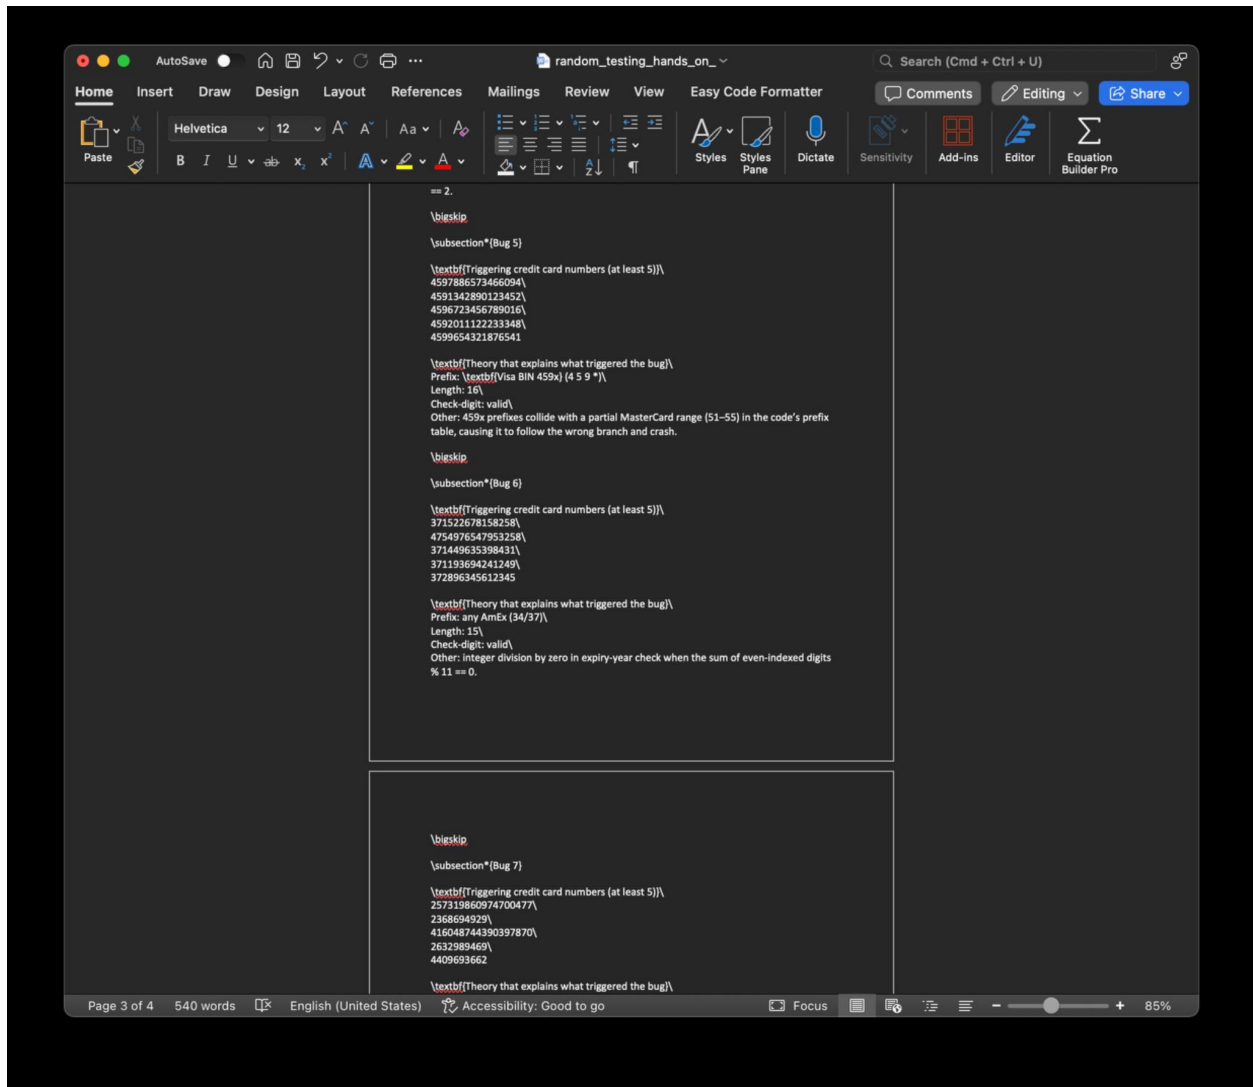 AutoSave
random_testing_hands_on_
Search (Cmd + Ctrl + U)
Home Insert Draw Design Layout References Mailings Review View Easy Code Formatter
Comments Editing Share
Helvetica 12
Paste
Styles
Styles Pane
Dictate
Sensitivity
Add-ins
Editor
Equation Builder Pro
== 2.
\bigskip
\subsection*{Bug 5}
\textbf{Triggering credit card numbers (at least 5)}\
4597886573466094\
4591342890123452\
4596723456789016\
4592011122233348\
4599654321876541
\textbf{Theory that explains what triggered the bug}\
Prefix: \textbf{Visa BIN 459x} (4 5 9 *)\
Length: 16\
Check-digit: valid\
Other: 459x prefixes collide with a partial MasterCard range (51–55) in the code's prefix
table, causing it to follow the wrong branch and crash.
\bigskip
\subsection*{Bug 6}
\textbf{Triggering credit card numbers (at least 5)}\
371522678158258\
4754976547953258\
371449635398431\
371193694241249\
372896345612345
\textbf{Theory that explains what triggered the bug}\
Prefix: any AmEx (34/37)\
Length: 15\
Check-digit: valid\
Other: integer division by zero in expiry-year check when the sum of even-indexed digits
% 11 == 0.
\bigskip
\subsection*{Bug 7}
\textbf{Triggering credit card numbers (at least 5)}\
257319860974700477\
2368694929\
416048744390397870\
2632989469\
4409693662
\textbf{Theory that explains what triggered the bug}\
Page 3 of 4 540 words English (United States) Accessibility: Good to go Focus 85%